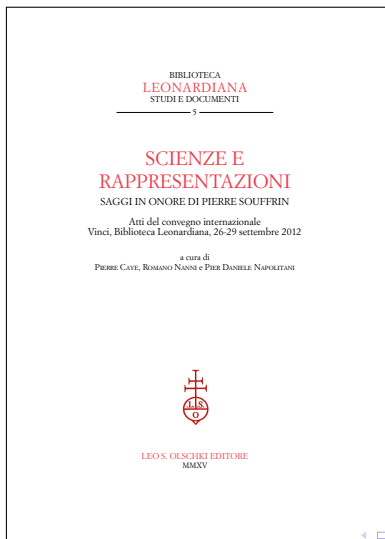 BIBLIOTECA
LEONARDIANA
STUDI E DOCUMENTI
5
SCIENZE E
RAPPRESENTAZIONI
SAGGI IN ONORE DI PIERRE SOUFFRIN
Atti del convegno internazionale
Vinci, Biblioteca Leonardiana, 26-29 settembre 2012
a cura di
Pierre Caye, Romano Nanni e Pier Daniele Napolitani
L. S.
O
LEO S. OLSCHKI EDITORE
MMXV